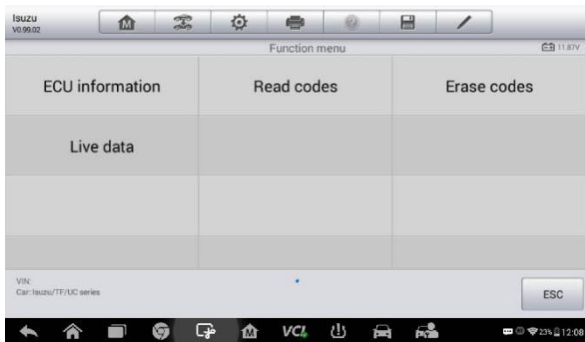 Isuzu
V0.99.02
Function menu
11.87V
ECU information
Read codes
Erase codes
Live data
VIN:
Car: Isuzu/TF/UC series
ESC
VCI
23%
12:08